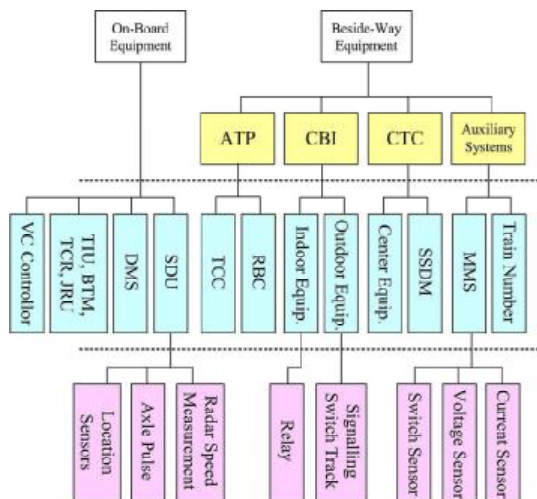 On-Board
Equipment
Beside-Way
Equipment
ATP
CBI
CTC
Auxiliary
Systems
VC Controllor
TIU, BTM,
TCR, JRU
DMS
SDU
TCC
RBC
Indoor Equip.
Outdoor Equip.
Center Equip.
SSDM
MMS
Train Number
Location
Sensors
Axle Pulse
Radar Speed
Measurement
Relay
Signalling
Switch Track
Switch Sensor
Voltage Sensor
Current Sensor